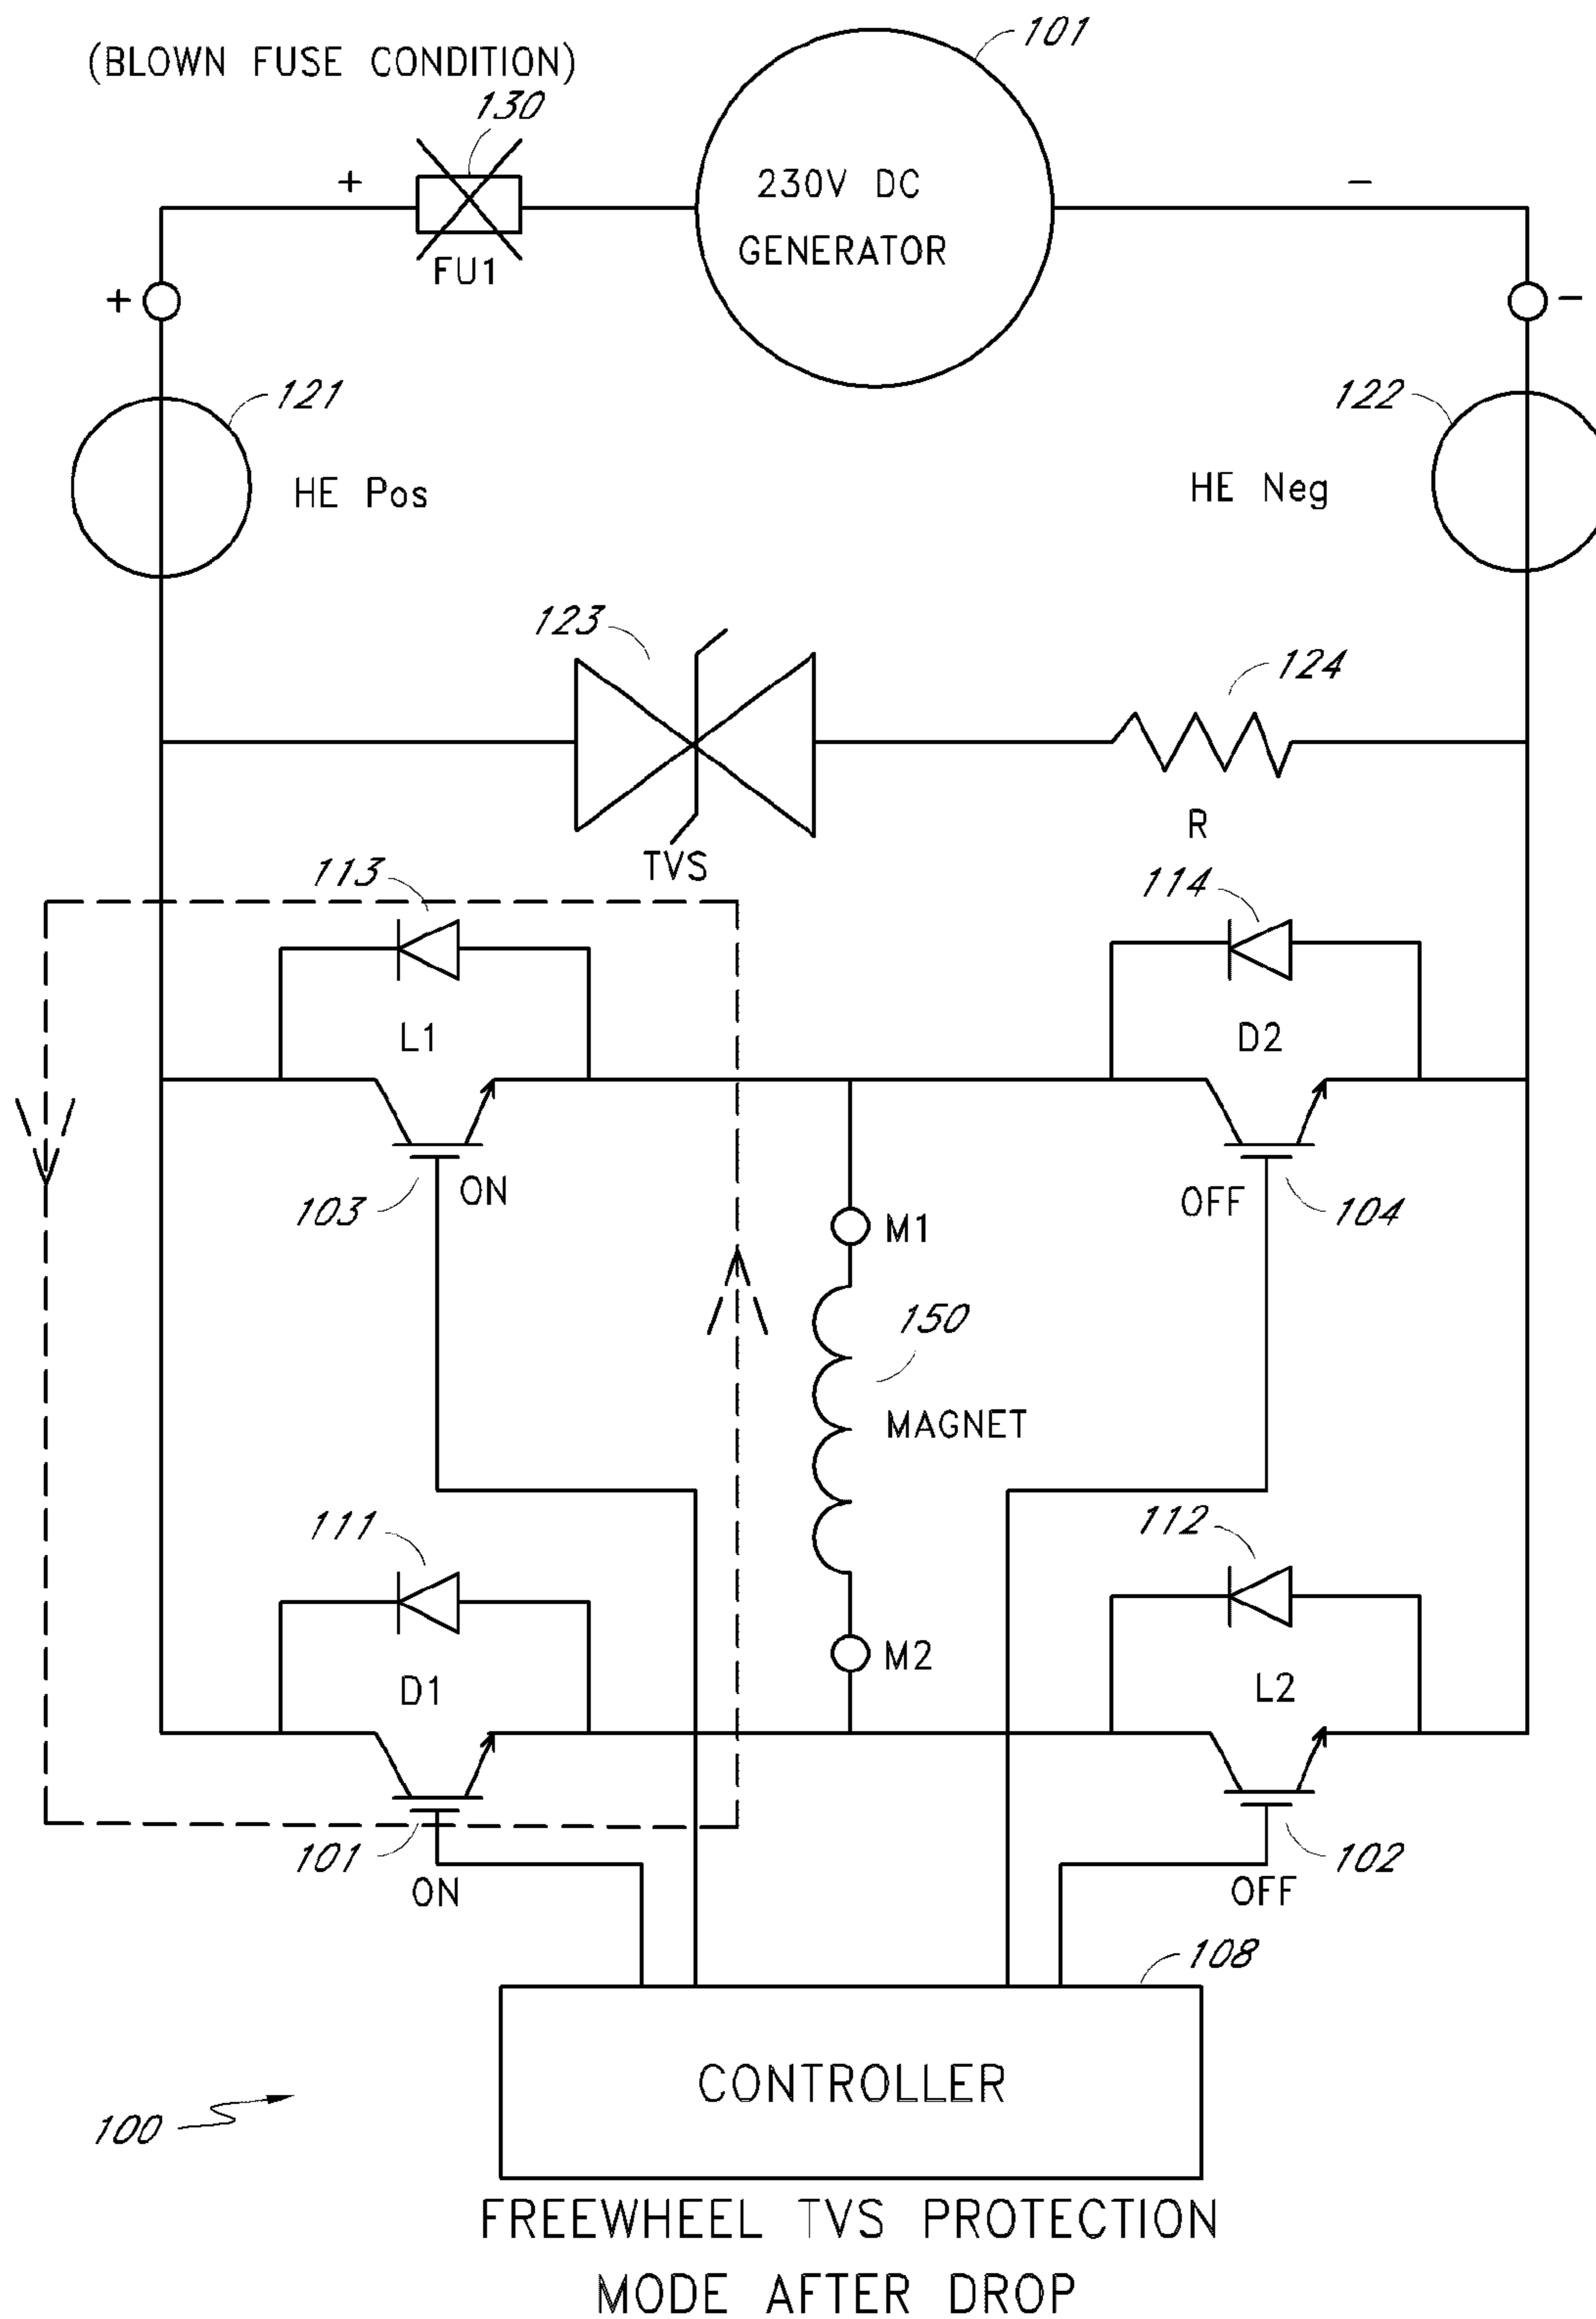 101
(BLOWN FUSE CONDITION)
130
+
−
230V DC
GENERATOR
FU1
+
−
121
122
HE Pos
HE Neg
123
124
TVS
R
113
114
L1
D2
ON
OFF
103
104
M1
150
MAGNET
111
112
M2
D1
L2
101
102
ON
OFF
108
CONTROLLER
100
FREEWHEEL TVS PROTECTION
MODE AFTER DROP